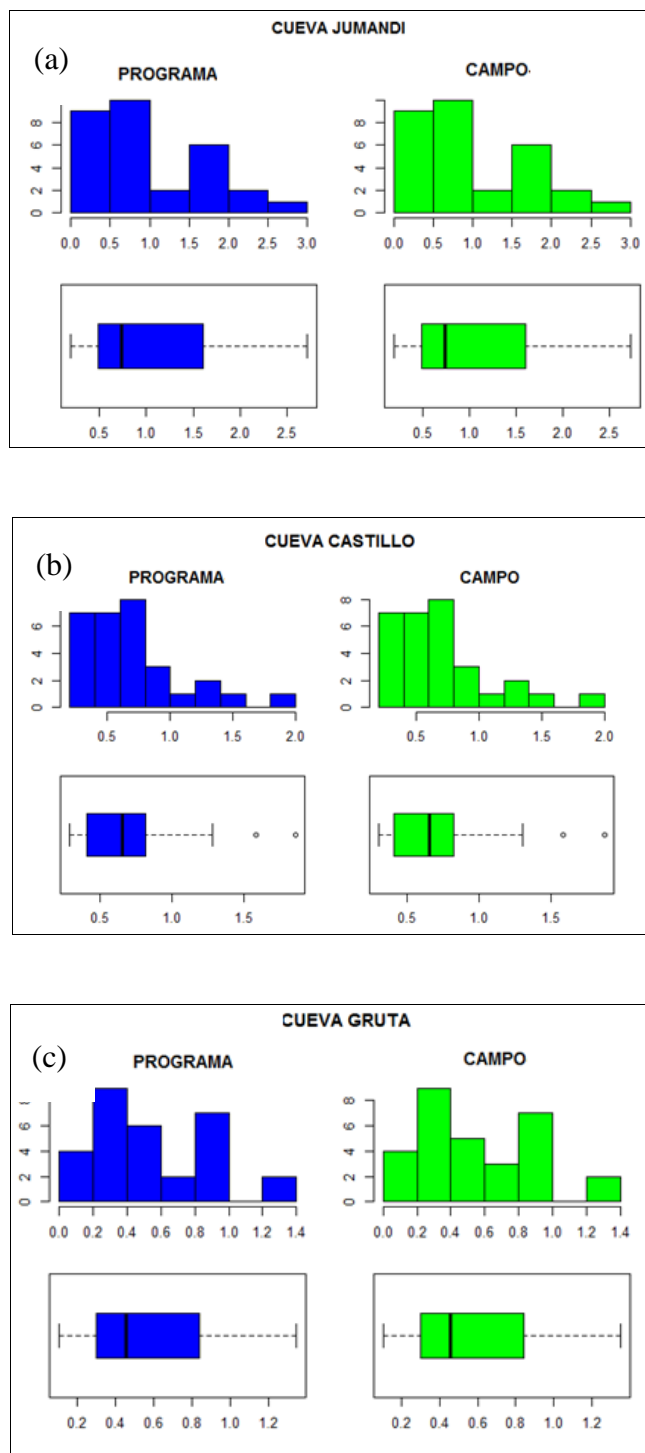 CUEVA JUMANDI
(a)
PROGRAMA
CAMPO.
0 2 4 6 8
0 2 4 6 8
0.0 0.5 1.0 1.5 2.0 2.5 3.0
0.0 0.5 1.0 1.5 2.0 2.5 3.0
0.5 1.0 1.5 2.0 2.5
0.5 1.0 1.5 2.0 2.5
CUEVA CASTILLO
(b)
PROGRAMA
CAMPO
0 2 4 6
0 2 4 6 8
0.5 1.0 1.5 2.0
0.5 1.0 1.5 2.0
0.5 1.0 1.5
0.5 1.0 1.5
CUEVA GRUTA
(c)
PROGRAMA
CAMPO
0 2 4 6
0 2 4 6 8
0.0 0.2 0.4 0.6 0.8 1.0 1.2 1.4
0.0 0.2 0.4 0.6 0.8 1.0 1.2 1.4
0.2 0.4 0.6 0.8 1.0 1.2
0.2 0.4 0.6 0.8 1.0 1.2